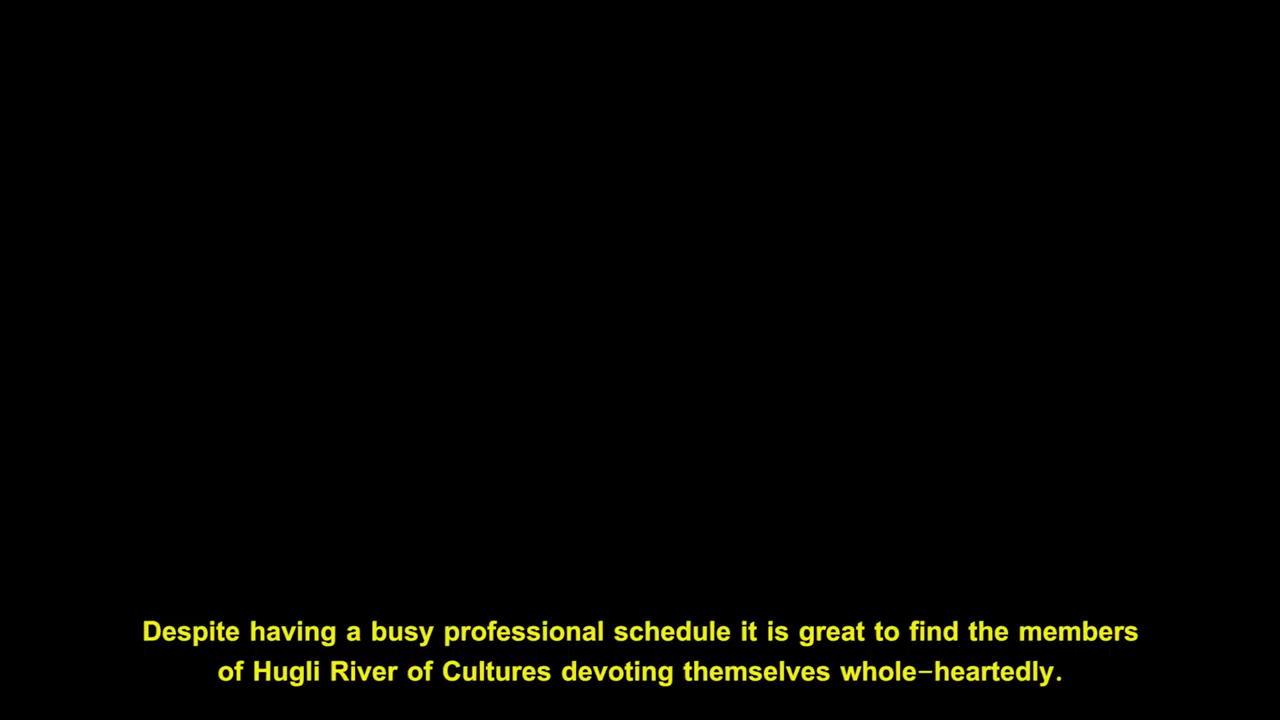 Despite having a busy professional schedule it is great to find the members
of Hugli River of Cultures devoting themselves whole-heartedly.